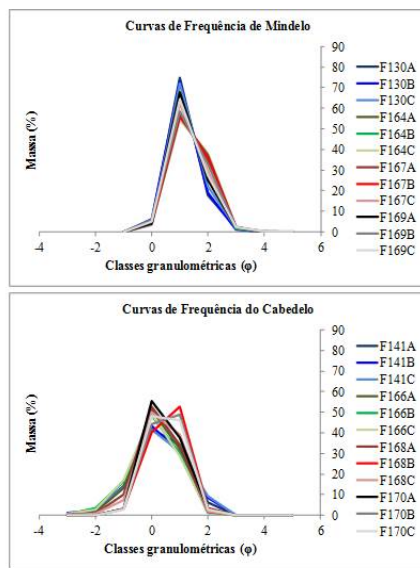 Curvas de Frequência de Mindelo
90
80
70
60
50
40
30
20
10
0
-4 -2 0 2 4 6
Massa (%)
Classes granulométricas (φ)
F130A
F130B
F130C
F164A
F164B
F164C
F167A
F167B
F167C
F169A
F169B
F169C
Curvas de Frequência do Cabedelo
90
80
70
60
50
40
30
20
10
0
-4 -2 0 2 4 6
Massa (%)
Classes granulométricas (φ)
F141A
F141B
F141C
F166A
F166B
F166C
F168A
F168B
F168C
F170A
F170B
F170C